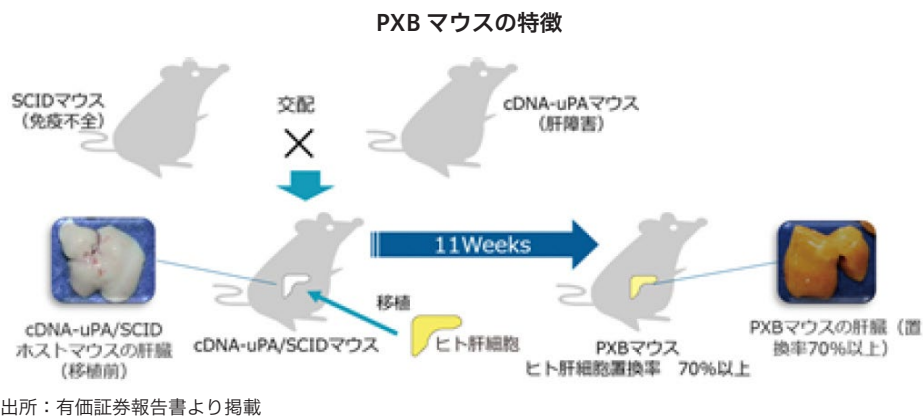 PXB マウスの特徴
SCIDマウス
（免疫不全）
交配
cDNA-uPAマウス
（肝障害）
11Weeks
移植
ヒト肝細胞
cDNA-uPA/SCID
ホストマウスの肝臓
（移植前）
cDNA-uPA/SCIDマウス
PXBマウス
ヒト肝細胞置換率　70%以上
PXBマウスの肝臓（置
換率70%以上）
出所：有価証券報告書より掲載